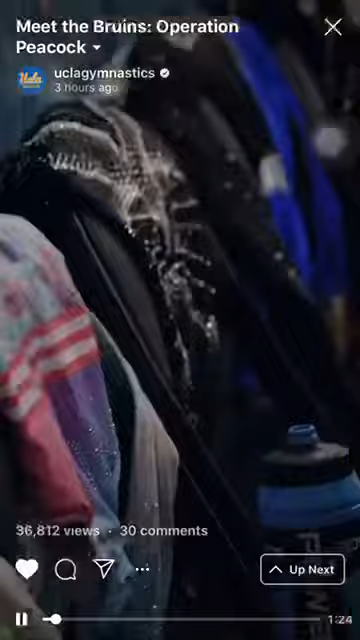 Meet the Bruins: Operation
Peacock
uclagymnastics
3 hours ago
36,812 views · 30 comments
Up Next
1:24